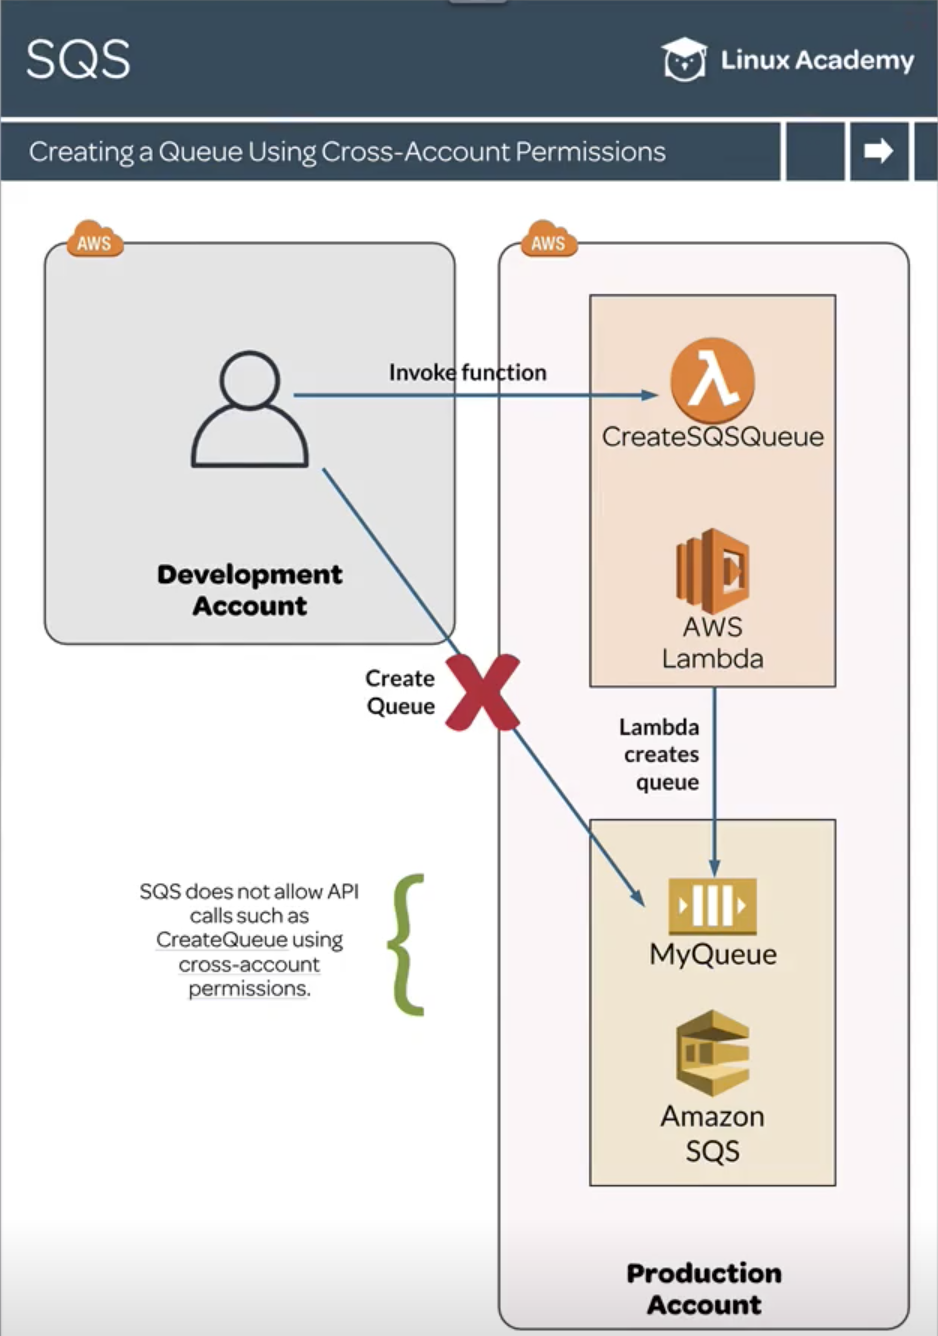 SQS
Linux Academy
Creating a Queue Using Cross-Account Permissions
AWS
AWS
Invoke function
λ
CreateSQSQueue
Development
Account
AWS
Lambda
Create
Queue
Lambda
creates
queue
SQS does not allow API
calls such as
CreateQueue using
cross-account
permissions.
MyQueue
Amazon
SQS
Production
Account